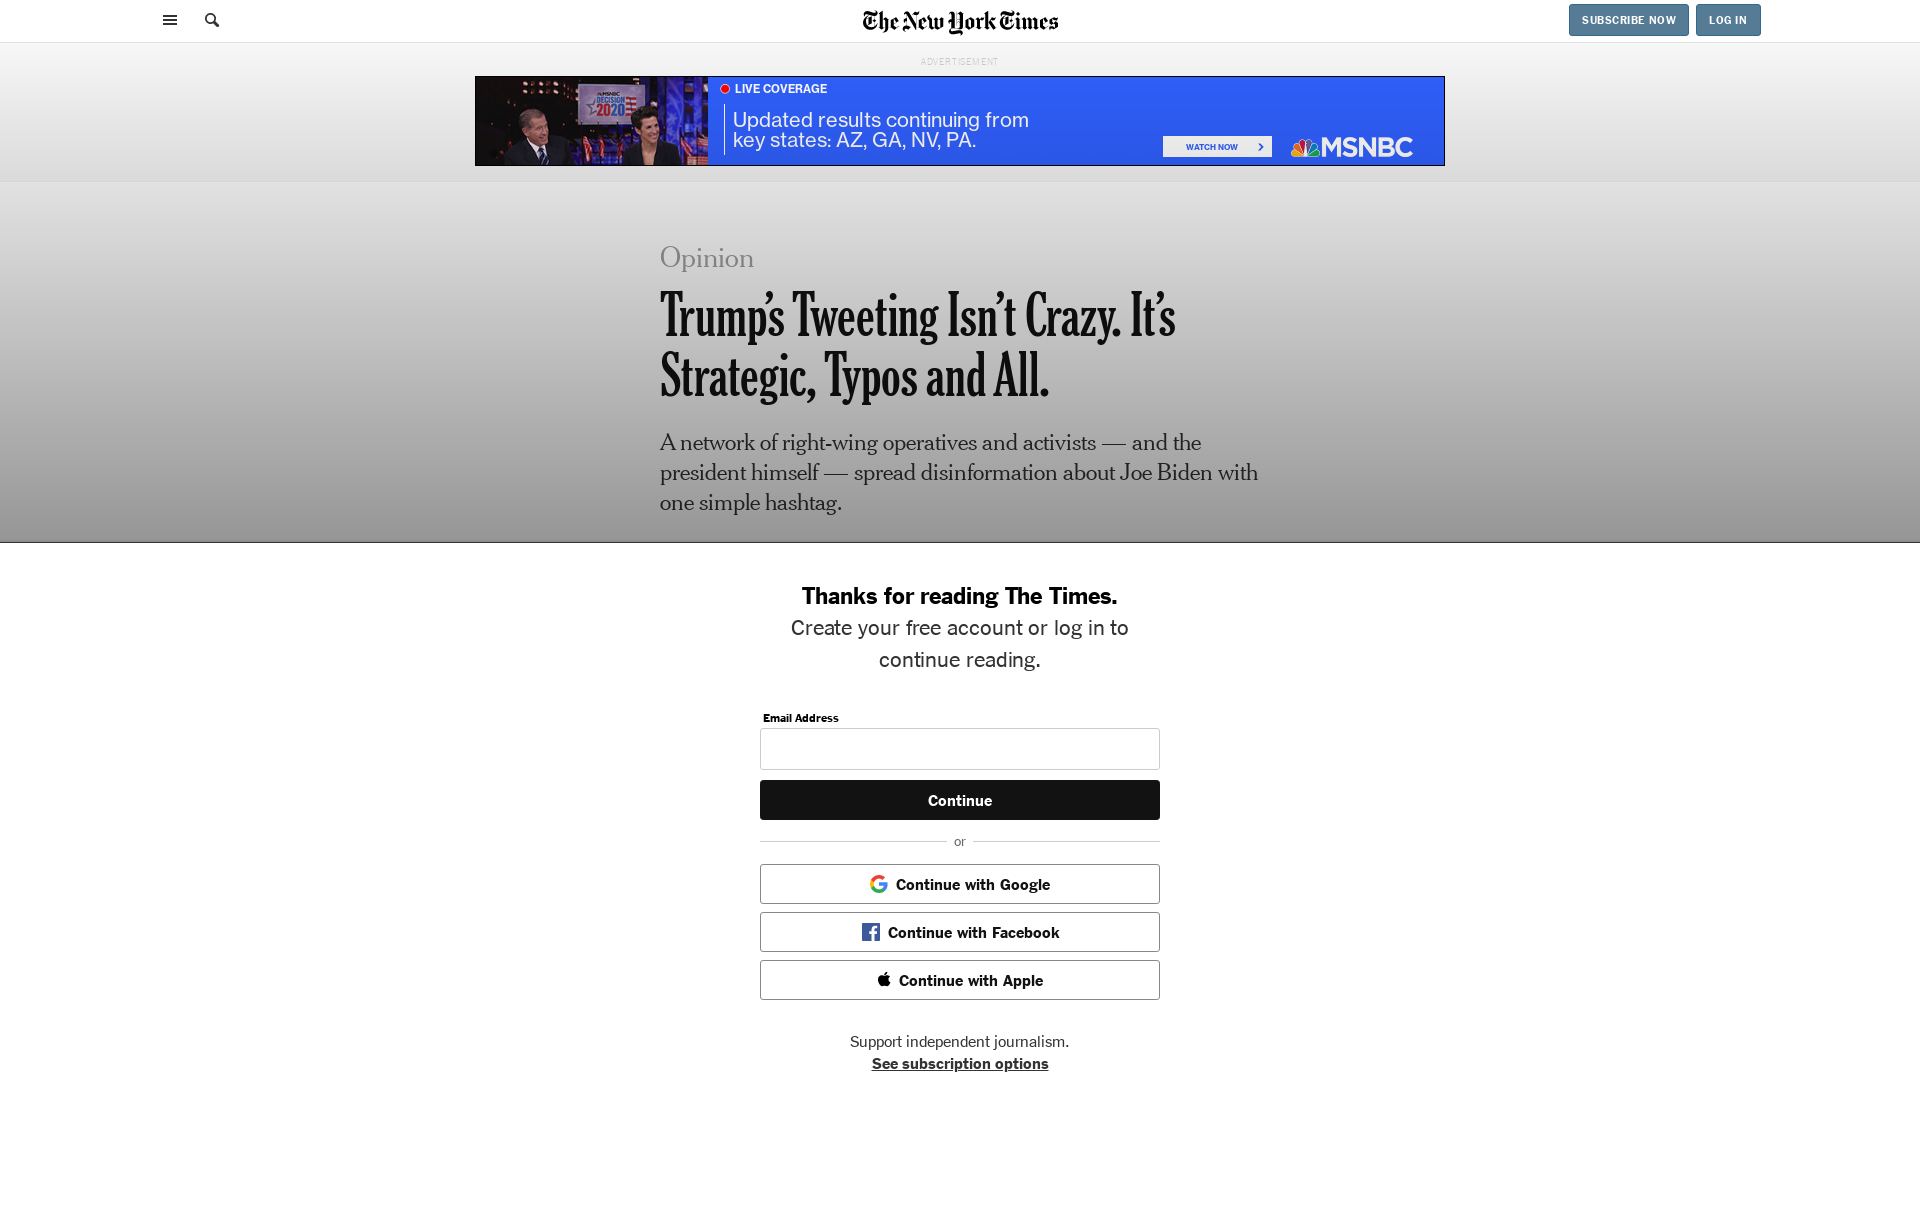 The New York Times
SUBSCRIBE NOW
LOG IN
ADVERTISEMENT
MSNBC
DECISION
2020
LIVE COVERAGE
Updated results continuing from
key states: AZ, GA, NV, PA.
WATCH NOW
MSNBC
Opinion
Trump’s Tweeting Isn’t Crazy. It’s
Strategic, Typos and All.
A network of right-wing operatives and activists — and the
president himself — spread disinformation about Joe Biden with
one simple hashtag.
Thanks for reading The Times.
Create your free account or log in to
continue reading.
Email Address
Continue
or
Continue with Google
Continue with Facebook
Continue with Apple
Support independent journalism.
See subscription options